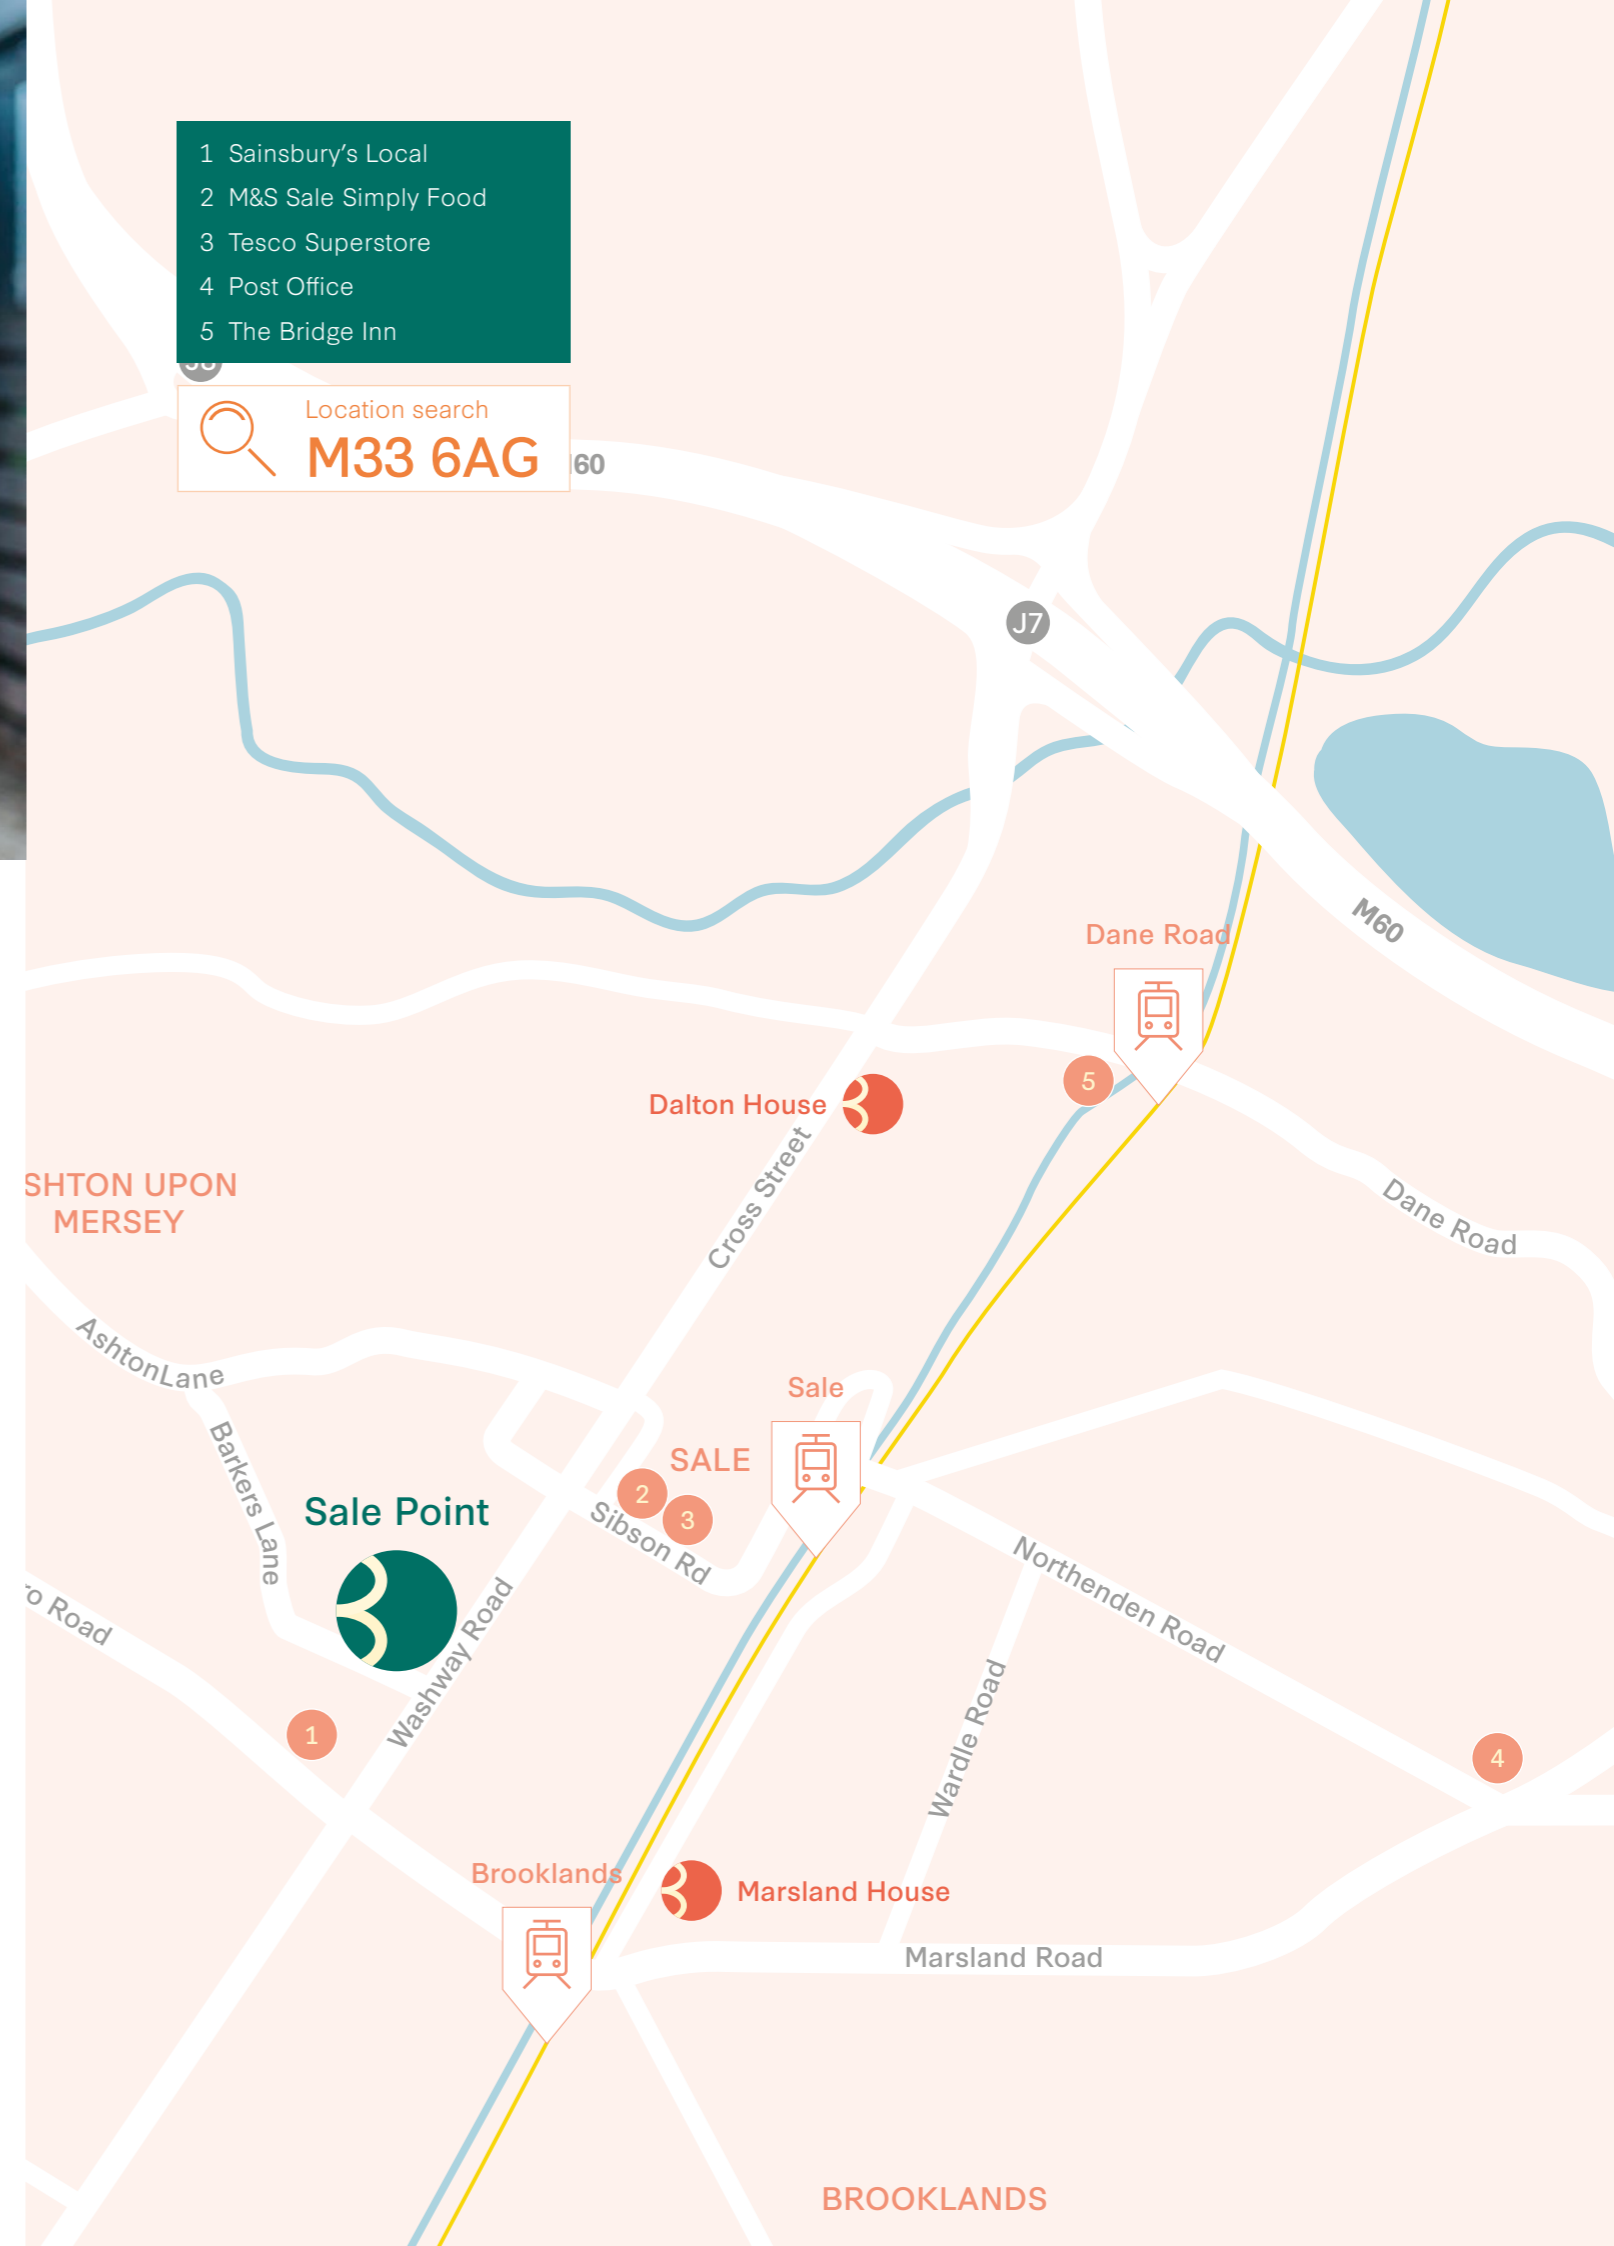 1 Sainsbury's Local
2 M&S Sale Simply Food
3 Tesco Superstore
4 Post Office
5 The Bridge Inn
Location search
M33 6AG
60
J7
M60
Dane Road
5
Dalton House
Cross Street
SHTON UPON
MERSEY
Dane Road
AshtonLane
Sale
Barkers Lane
SALE
2
3
Sale Point
Sibson Rd
Northenden Road
o Road
Washway Road
Wardle Road
1
4
Brooklands
Marsland House
Marsland Road
BROOKLANDS